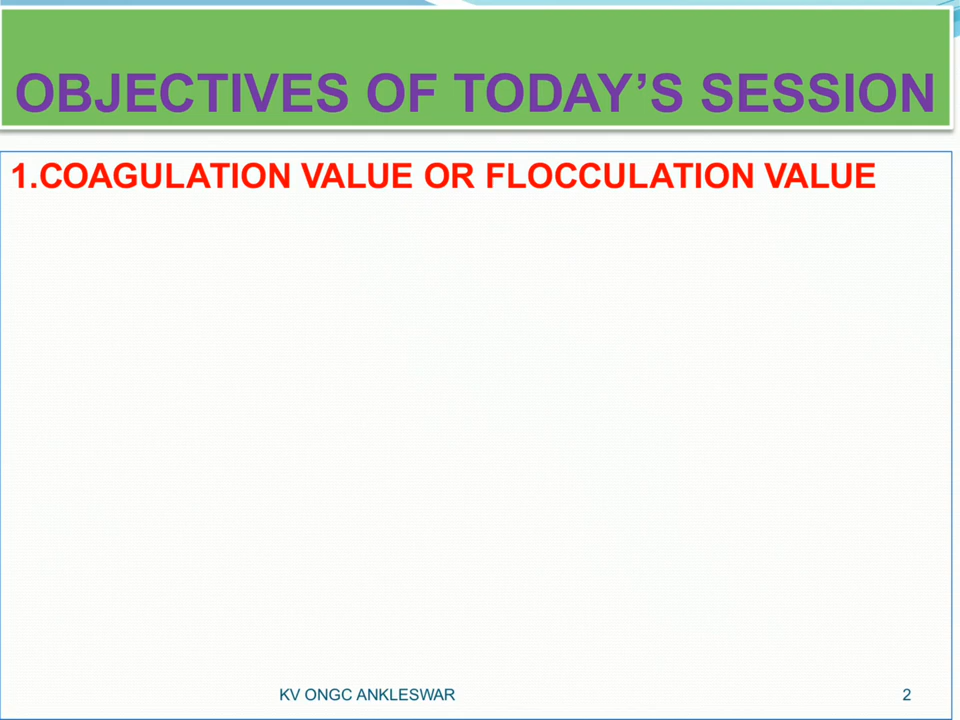 OBJECTIVES OF TODAY’S SESSION
1.COAGULATION VALUE OR FLOCCULATION VALUE
KV ONGC ANKLESWAR 2